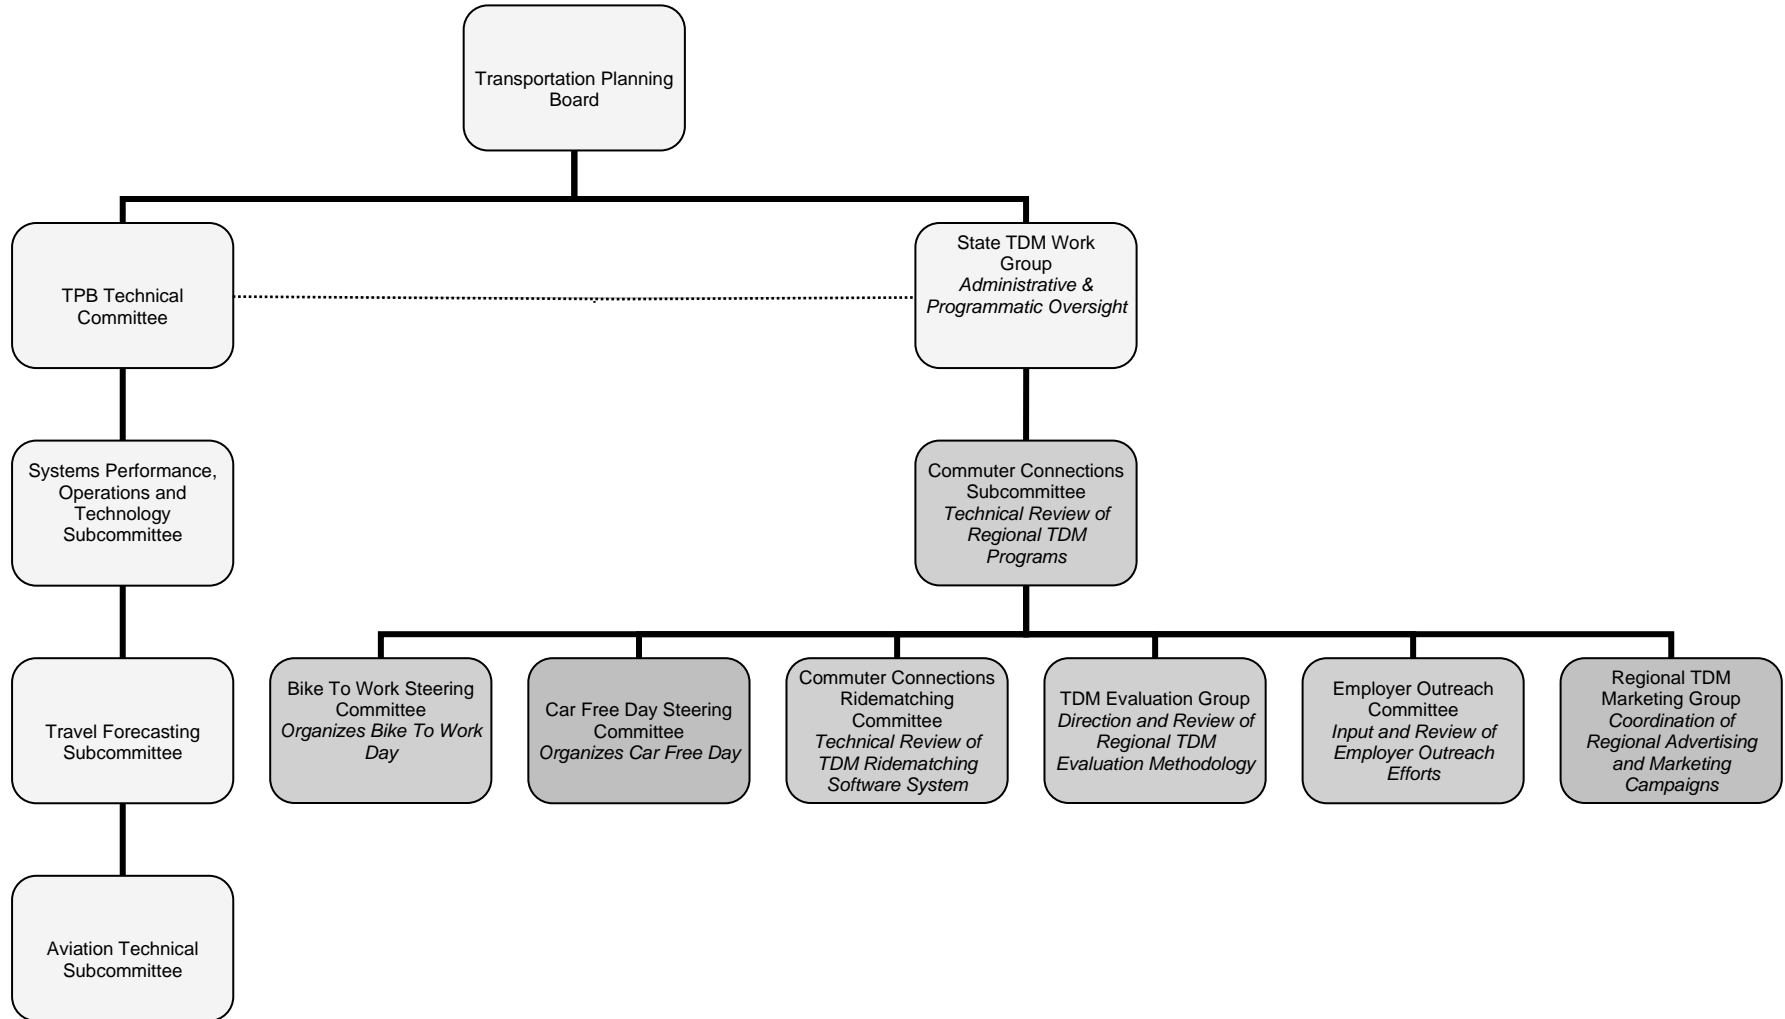 Transportation Planning
Board
TPB Technical
Committee
State TDM Work
Group
Administrative &
Programmatic Oversight
Systems Performance,
Operations and
Technology
Subcommittee
Commuter Connections
Subcommittee
Technical Review of
Regional TDM
Programs
Travel Forecasting
Subcommittee
Bike To Work Steering
Committee
Organizes Bike To Work
Day
Car Free Day Steering
Committee
Organizes Car Free Day
Commuter Connections
Ridematching
Committee
Technical Review of
TDM Ridematching
Software System
TDM Evaluation Group
Direction and Review of
Regional TDM
Evaluation Methodology
Employer Outreach
Committee
Input and Review of
Employer Outreach
Efforts
Regional TDM
Marketing Group
Coordination of
Regional Advertising
and Marketing
Campaigns
Aviation Technical
Subcommittee